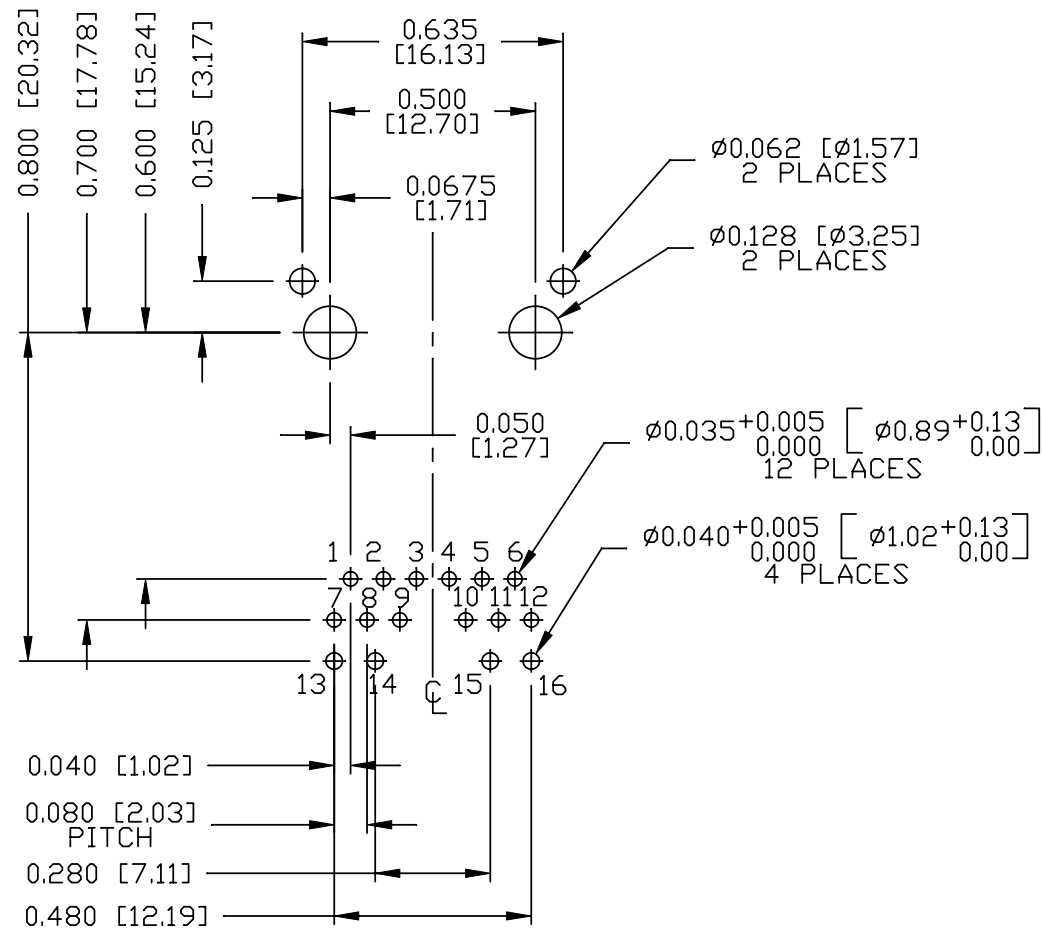 0.800 [20.32]
0.700 [17.78]
0.600 [15.24]
0.125 [3.17]
0.635
[16.13]
0.500
[12.70]
0.0675
[1.71]
ø0.062 [ø1.57]
2 PLACES
ø0.128 [ø3.25]
2 PLACES
0.050
[1.27]
ø0.035+0.005 [ ø0.89+0.13 ]
0.000 0.00
12 PLACES
ø0.040+0.005 [ ø1.02+0.13 ]
0.000 0.00
4 PLACES
1 2 3 4 5 6
7 8 9 10 11 12
13 14 CL 15 16
0.040 [1.02]
0.080 [2.03]
PITCH
0.280 [7.11]
0.480 [12.19]